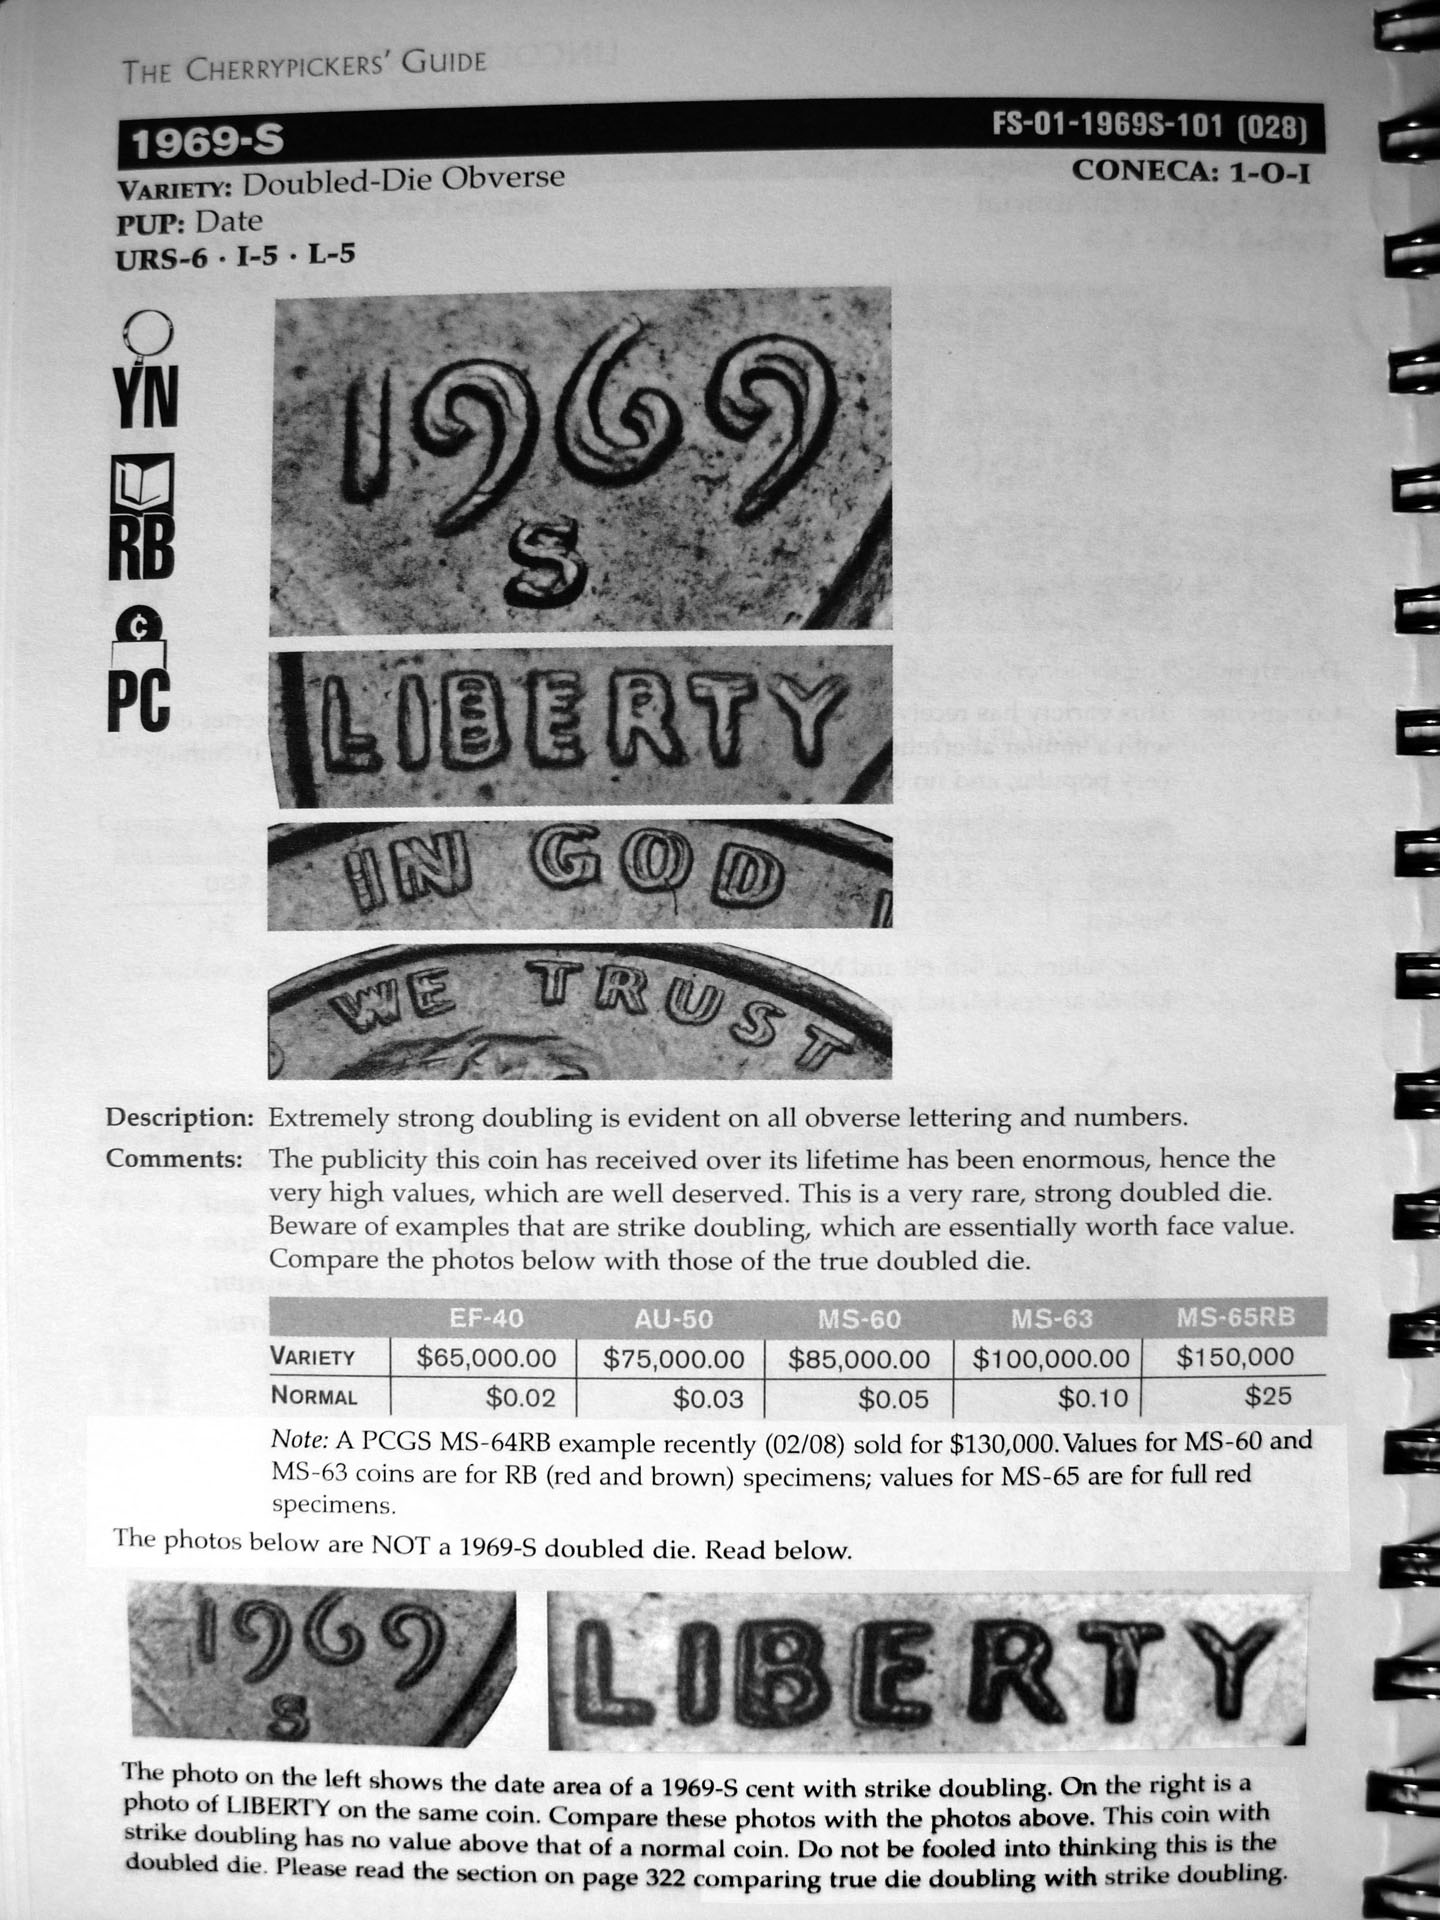 THE CHERRYPICKERS' GUIDE
1969-S FS-01-1969S-101 (028)
VARIETY: Doubled-Die Obverse CONECA: 1-O-I
PUP: Date
URS-6 · I-5 · L-5
YN
RB
¢
PC
1969
S
LIBERTY
IN GOD
WE TRUST
Description: Extremely strong doubling is evident on all obverse lettering and numbers.
Comments: The publicity this coin has received over its lifetime has been enormous, hence the
very high values, which are well deserved. This is a very rare, strong doubled die.
Beware of examples that are strike doubling, which are essentially worth face value.
Compare the photos below with those of the true doubled die.
EF-40 AU-50 MS-60 MS-63 MS-65RB
VARIETY $65,000.00 $75,000.00 $85,000.00 $100,000.00 $150,000
NORMAL $0.02 $0.03 $0.05 $0.10 $25
Note: A PCGS MS-64RB example recently (02/08) sold for $130,000. Values for MS-60 and
MS-63 coins are for RB (red and brown) specimens; values for MS-65 are for full red
specimens.
The photos below are NOT a 1969-S doubled die. Read below.
1969
S
LIBERTY
The photo on the left shows the date area of a 1969-S cent with strike doubling. On the right is a
photo of LIBERTY on the same coin. Compare these photos with the photos above. This coin with
strike doubling has no value above that of a normal coin. Do not be fooled into thinking this is the
doubled die. Please read the section on page 322 comparing true die doubling with strike doubling.